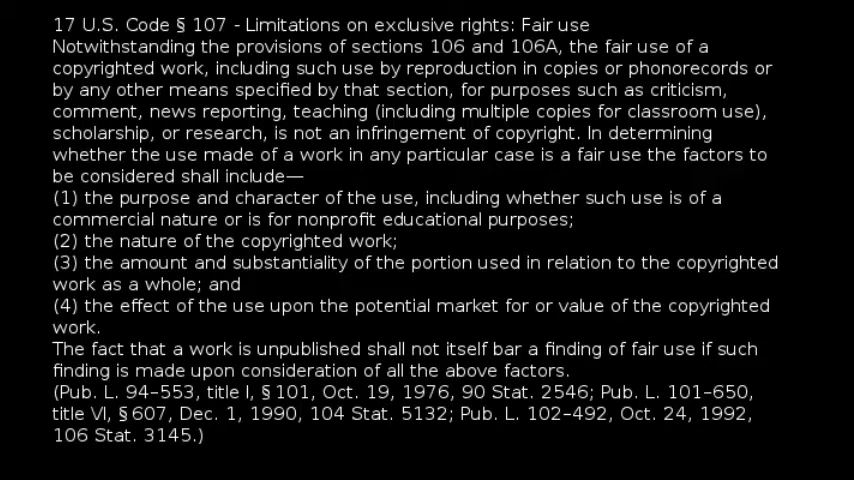 17 U.S. Code § 107 - Limitations on exclusive rights: Fair use
Notwithstanding the provisions of sections 106 and 106A, the fair use of a
copyrighted work, including such use by reproduction in copies or phonorecords or
by any other means specified by that section, for purposes such as criticism,
comment, news reporting, teaching (including multiple copies for classroom use),
scholarship, or research, is not an infringement of copyright. In determining
whether the use made of a work in any particular case is a fair use the factors to
be considered shall include—
(1) the purpose and character of the use, including whether such use is of a
commercial nature or is for nonprofit educational purposes;
(2) the nature of the copyrighted work;
(3) the amount and substantiality of the portion used in relation to the copyrighted
work as a whole; and
(4) the effect of the use upon the potential market for or value of the copyrighted
work.
The fact that a work is unpublished shall not itself bar a finding of fair use if such
finding is made upon consideration of all the above factors.
(Pub. L. 94–553, title I, § 101, Oct. 19, 1976, 90 Stat. 2546; Pub. L. 101–650,
title VI, § 607, Dec. 1, 1990, 104 Stat. 5132; Pub. L. 102–492, Oct. 24, 1992,
106 Stat. 3145.)